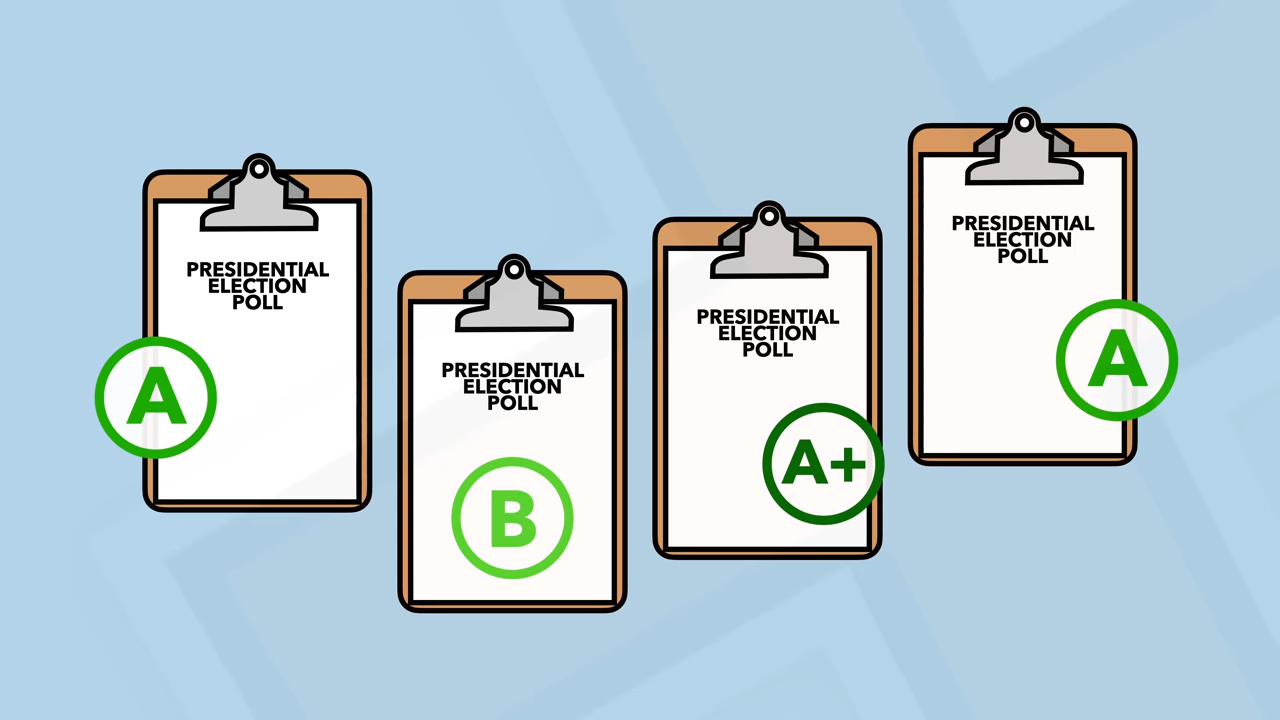 PRESIDENTIAL
ELECTION
POLL
A
PRESIDENTIAL
ELECTION
POLL
B
PRESIDENTIAL
ELECTION
POLL
A+
PRESIDENTIAL
ELECTION
POLL
A